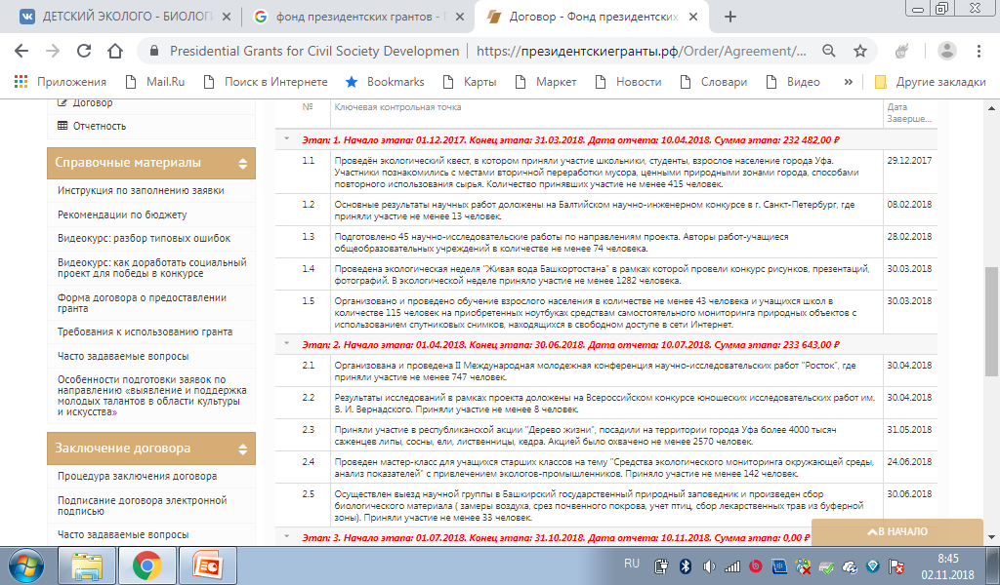 ДЕТСКИЙ ЭКОЛОГО - БИОЛОГИ
фонд президентских грантов -
Договор - Фонд президентских
Presidential Grants for Civil Society Developmen
https://президентскиегранты.рф/Order/Agreement/...
Приложения
Mail.Ru
Поиск в Интернете
Bookmarks
Карты
Маркет
Новости
Словари
Видео
»
Другие закладки
Договор
Отчетность
Справочные материалы
Инструкция по заполнению заявки
Рекомендации по бюджету
Видеокурс: разбор типовых ошибок
Видеокурс: как доработать социальный
проект для победы в конкурсе
Форма договора о предоставлении
гранта
Требования к использованию гранта
Часто задаваемые вопросы
Особенности подготовки заявок по
направлению «выявление и поддержка
молодых талантов в области культуры
и искусства»
Заключение договора
Процедура заключения договора
Подписание договора электронной
подписью
Часто задаваемые вопросы
№ Ключевая контрольная точка Дата
Заверше...
Этап: 1. Начало этапа: 01.12.2017. Конец этапа: 31.03.2018. Дата отчета: 10.04.2018. Сумма этапа: 232 482,00 ₽
1.1 Проведён экологический квест, в котором приняли участие школьники, студенты, взрослое население города Уфа. 29.12.2017
Участники познакомились с местами вторичной переработки мусора, ценными природными зонами города, способами
повторного использования сырья. Количество принявших участие не менее 415 человек.
1.2 Основные результаты научных работ доложены на Балтийском научно-инженерном конкурсе в г. Санкт-Петербург, где 08.02.2018
приняли участие не менее 13 человек.
1.3 Подготовлено 45 научно-исследовательские работы по направлениям проекта. Авторы работ-учащиеся 28.02.2018
общеобразовательных учреждений в количестве не менее 74 человека.
1.4 Проведена экологическая неделя "Живая вода Башкортостана" в рамках которой провели конкурс рисунков, презентаций, 30.03.2018
фотографий. В экологической неделе приняло участие не менее 1282 человека.
1.5 Организовано и проведено обучение взрослого населения в количестве не менее 43 человека и учащихся школ в 30.03.2018
количестве 115 человек на приобретенных ноутбуках средствам самостоятельного мониторинга природных объектов с
использованием спутниковых снимков, находящихся в свободном доступе в сети Интернет.
Этап: 2. Начало этапа: 01.04.2018. Конец этапа: 30.06.2018. Дата отчета: 10.07.2018. Сумма этапа: 233 643,00 ₽
2.1 Организована и проведена II Международная молодежная конференция научно-исследовательских работ "Росток", где 30.04.2018
приняли участие не менее 747 человек.
2.2 Результаты исследований в рамках проекта доложены на Всероссийском конкурсе юношеских исследовательских работ им. 30.04.2018
В. И. Вернадского. Приняли участие не менее 8 человек.
2.3 Приняли участие в республиканской акции "Дерево жизни", посадили на территории города Уфа более 4000 тысяч 31.05.2018
саженцев липы, сосны, ели, лиственницы, кедра. Акцией было охвачено не менее 2570 человек.
2.4 Проведен мастер-класс для учащихся старших классов на тему "Средства экологического мониторинга окружающей среды, 24.06.2018
анализ показателей" с привлечением экологов-промышленников. Приняло участие не менее 142 человек.
2.5 Осуществлен выезд научной группы в Башкирский государственный природный заповедник и произведен сбор 30.06.2018
биологического материала ( замеры воздуха, срез почвенного покрова, учет птиц, сбор лекарственных трав из буферной
зоны). Приняли участие не менее 33 человек.
Этап: 3. Начало этапа: 01.07.2018. Конец этапа: 31.10.2018. Дата отчета: 10.11.2018. Сумма этапа: 0,00 ₽
В НАЧАЛО
RU
8:45
02.11.2018